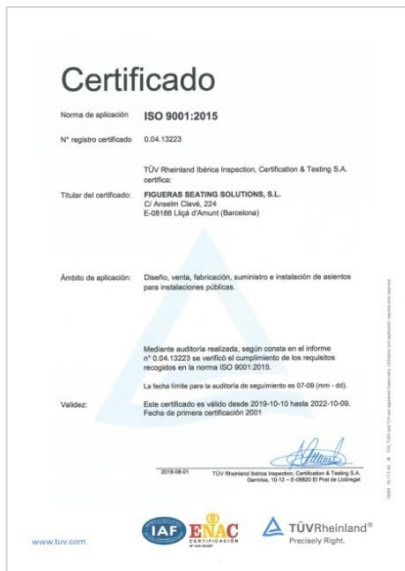 Certificado
Norma de aplicación ISO 9001:2015
Nº registro certificado 0.04.13223
TÜV Rheinland Ibérica Inspection, Certification & Testing S.A.
certifica:
Titular del certificado: FIGUERAS SEATING SOLUTIONS, S.L.
C/ Anselm Clavé, 224
E-08186 Lliçà d'Amunt (Barcelona)
Ámbito de aplicación: Diseño, venta, fabricación, suministro e instalación de asientos
para instalaciones públicas.
Mediante auditoría realizada, según consta en el informe
nº 0.04.13223 se verificó el cumplimiento de los requisitos
recogidos en la norma ISO 9001:2015.
La fecha límite para la auditoría de seguimiento es 07-09 (mm - dd).
Validez: Este certificado es válido desde 2019-10-10 hasta 2022-10-09.
Fecha de primera certificación 2001
2019-08-01
TÜV Rheinland Ibérica Inspection, Certification & Testing S.A.
Garrotxa, 10-12 – E-08820 El Prat de Llobregat
www.tuv.com
IAF
ENAC
CERTIFICACIÓN
TÜVRheinland®
Precisely Right.